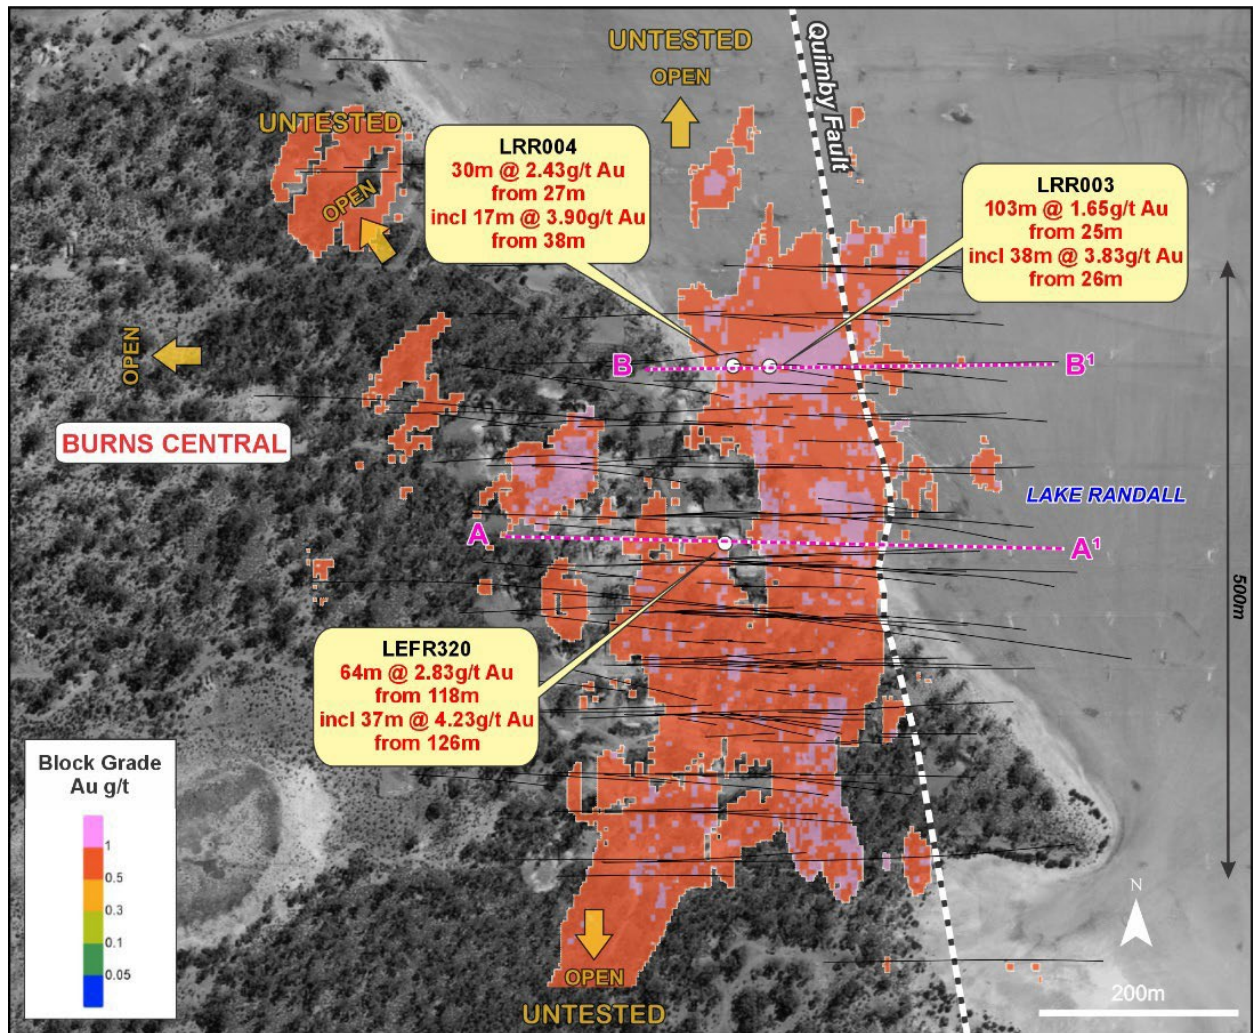 UNTESTED
OPEN
Quimby Fault
UNTESTED
OPEN
LRR004
30m @ 2.43g/t Au
from 27m
incl 17m @ 3.90g/t Au
from 38m
LRR003
103m @ 1.65g/t Au
from 25m
incl 38m @ 3.83g/t Au
from 26m
OPEN
B
B¹
BURNS CENTRAL
LAKE RANDALL
A
A¹
500m
LEFR320
64m @ 2.83g/t Au
from 118m
incl 37m @ 4.23g/t Au
from 126m
Block Grade
Au g/t
1
0.5
0.3
0.1
0.05
OPEN
UNTESTED
N
200m